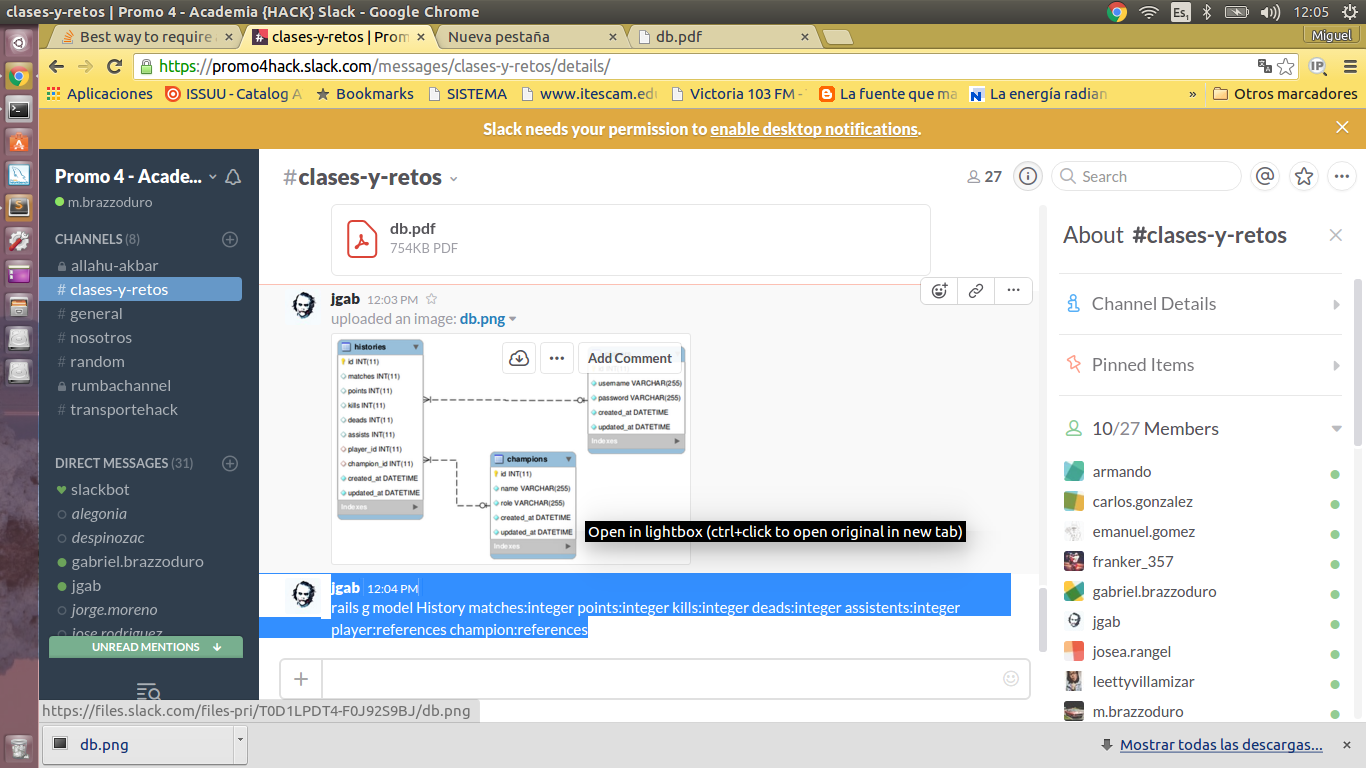 clases-y-retos | Promo 4 - Academia {HACK} Slack - Google Chrome
Es₁
12:05
Best way to require
clases-y-retos | Prom
Nueva pestaña
db.pdf
Miguel
https://promo4hack.slack.com/messages/clases-y-retos/details/
IP
Aplicaciones
ISSUU - Catalog A
Bookmarks
SISTEMA
www.itescam.edu
Victoria 103 FM -
La fuente que ma
La energía radian
»
Otros marcadores
Slack needs your permission to enable desktop notifications.
Promo 4 - Acade...
m.brazzoduro
CHANNELS (8)
allahu-akbar
# clases-y-retos
# general
# nosotros
# random
rumbachannel
# transportehack
DIRECT MESSAGES (31)
slackbot
alegonia
despinozac
gabriel.brazzoduro
jgab
jorge.moreno
jose.rodriguez
UNREAD MENTIONS
#clases-y-retos
27
Search
db.pdf
754KB PDF
jgab 12:03 PM
uploaded an image: db.png
histories
id INT(11)
matches INT(11)
points INT(11)
kills INT(11)
deads INT(11)
assists INT(11)
player_id INT(11)
champion_id INT(11)
created_at DATETIME
updated_at DATETIME
Indexes
Add Comment
username VARCHAR(255)
password VARCHAR(255)
created_at DATETIME
updated_at DATETIME
Indexes
champions
id INT(11)
name VARCHAR(255)
role VARCHAR(255)
created_at DATETIME
updated_at DATETIME
Indexes
Open in lightbox (ctrl+click to open original in new tab)
jgab 12:04 PM
rails g model History matches:integer points:integer kills:integer deads:integer assistents:integer
player:references champion:references
About #clases-y-retos
Channel Details
Pinned Items
10/27 Members
armando
carlos.gonzalez
emanuel.gomez
franker_357
gabriel.brazzoduro
jgab
josea.rangel
leettyvillamizar
m.brazzoduro
https://files.slack.com/files-pri/T0D1LPDT4-F0J92S9BJ/db.png
db.png
Mostrar todas las descargas...